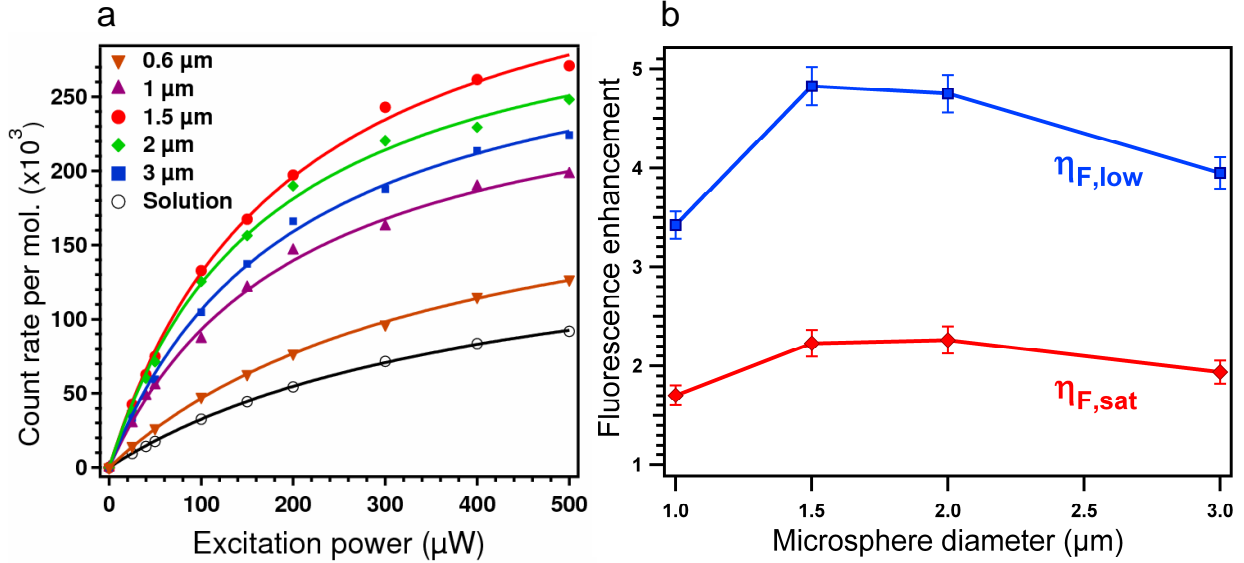 a
Count rate per mol. (x10³)
250
200
150
100
50
0
0.6 µm
1 µm
1.5 µm
2 µm
3 µm
Solution
0 100 200 300 400 500
Excitation power (µW)
b
Fluorescence enhancement
5
4
3
2
1
ηF,low
ηF,sat
1.0 1.5 2.0 2.5 3.0
Microsphere diameter (µm)